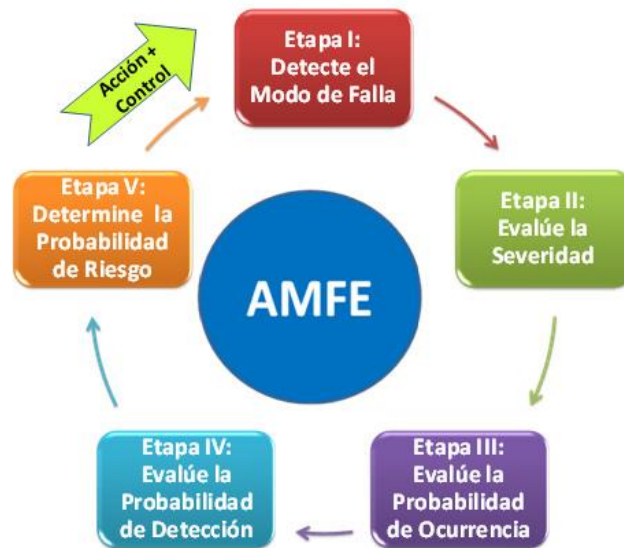 Acción +
Control
Etapa I:
Detecte el
Modo de Falla
Etapa II:
Evalúe la
Severidad
Etapa III:
Evalúe la
Probabilidad
de Ocurrencia
Etapa IV:
Evalúe la
Probabilidad
de Detección
Etapa V:
Determine la
Probabilidad
de Riesgo
AMFE